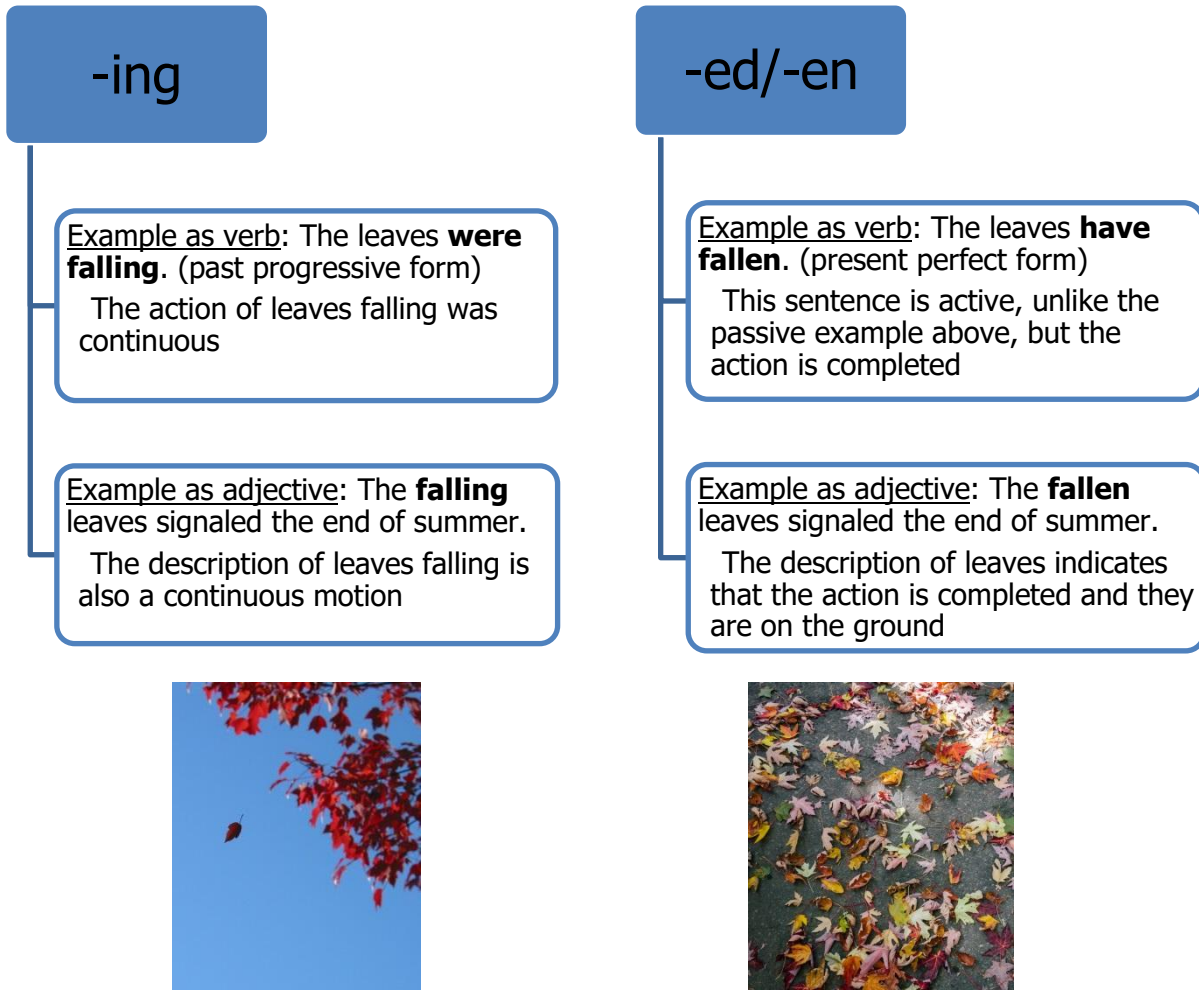 -ing
Example as verb: The leaves were
falling. (past progressive form)
The action of leaves falling was
continuous
Example as adjective: The falling
leaves signaled the end of summer.
The description of leaves falling is
also a continuous motion
-ed/-en
Example as verb: The leaves have
fallen. (present perfect form)
This sentence is active, unlike the
passive example above, but the
action is completed
Example as adjective: The fallen
leaves signaled the end of summer.
The description of leaves indicates
that the action is completed and they
are on the ground